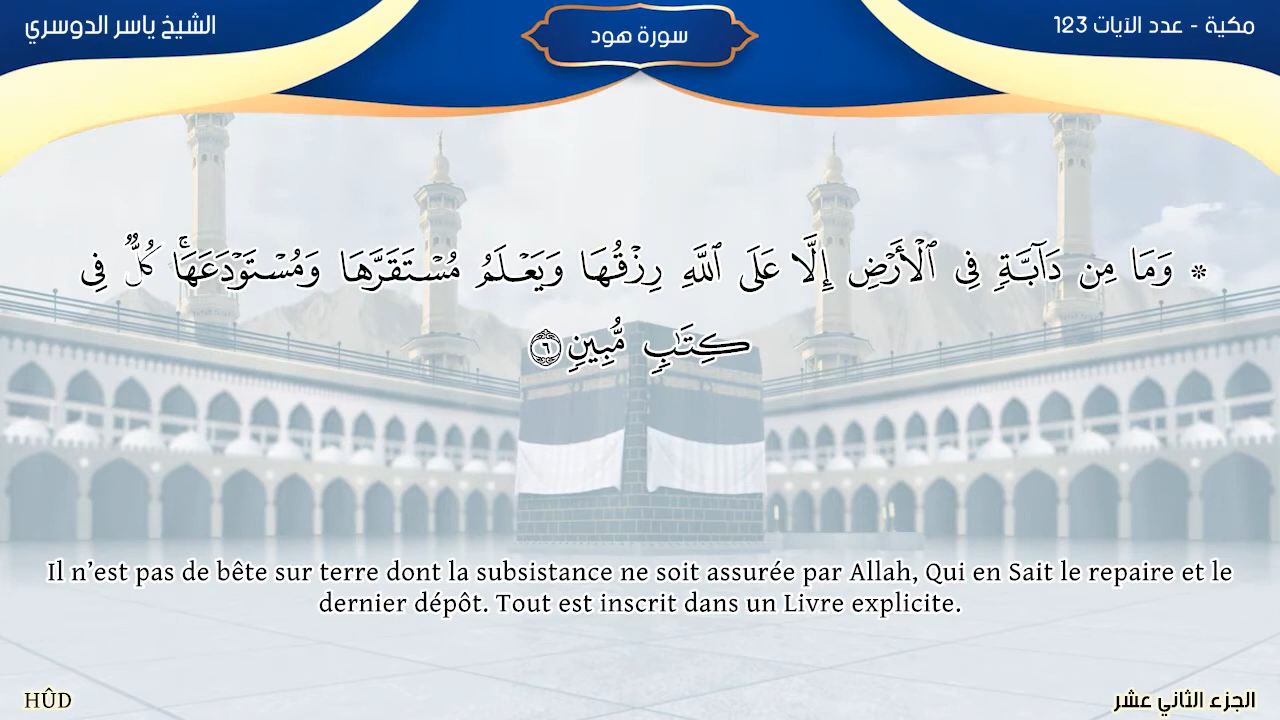 الشيخ ياسر الدوسري
سورة هود
مكية - عدد الآيات 123
۞ وَمَا مِن دَآبَّةٍ فِى ٱلْأَرْضِ إِلَّا عَلَى ٱللَّهِ رِزْقُهَا وَيَعْلَمُ مُسْتَقَرَّهَا وَمُسْتَوْدَعَهَا ۚ كُلٌّ فِى
كِتَـٰبٍ مُّبِينٍ ٦
Il n’est pas de bête sur terre dont la subsistance ne soit assurée par Allah, Qui en Sait le repaire et le
dernier dépôt. Tout est inscrit dans un Livre explicite.
HÛD
الجزء الثاني عشر